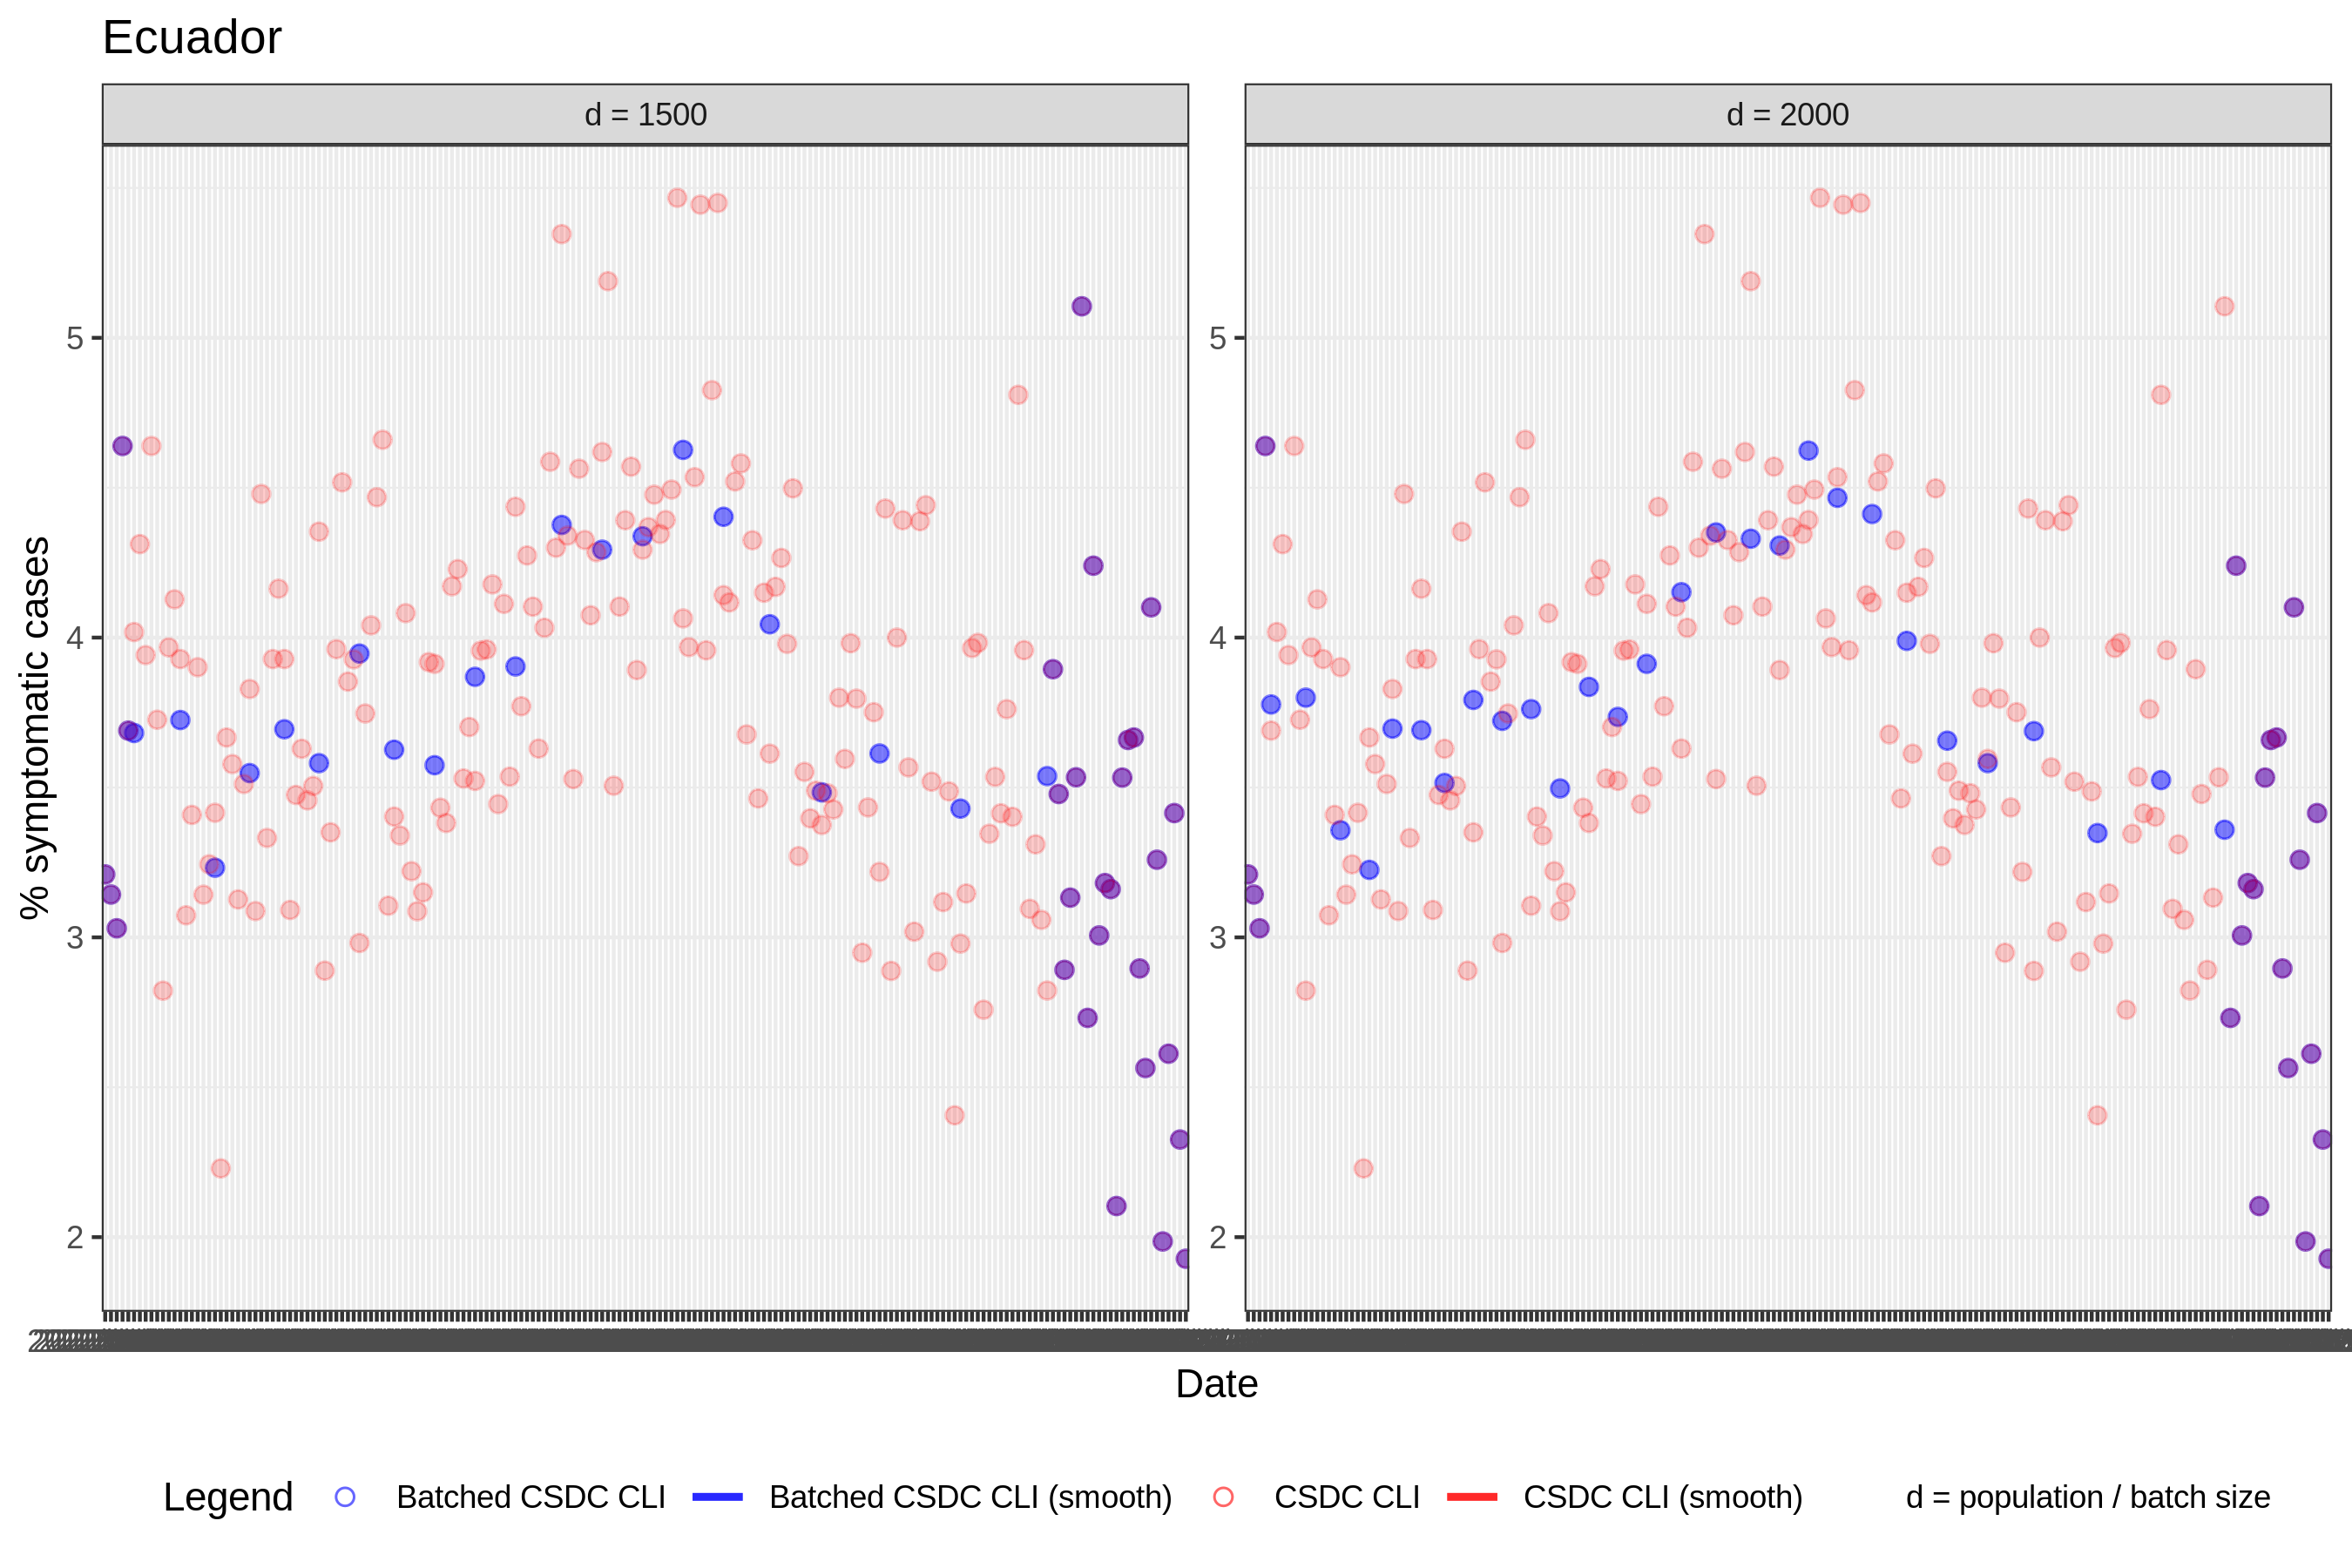 Ecuador
d = 1500
d = 2000
% symptomatic cases
5
4
3
2
5
4
3
2
Date
Legend
Batched CSDC CLI
Batched CSDC CLI (smooth)
CSDC CLI
CSDC CLI (smooth)
d = population / batch size